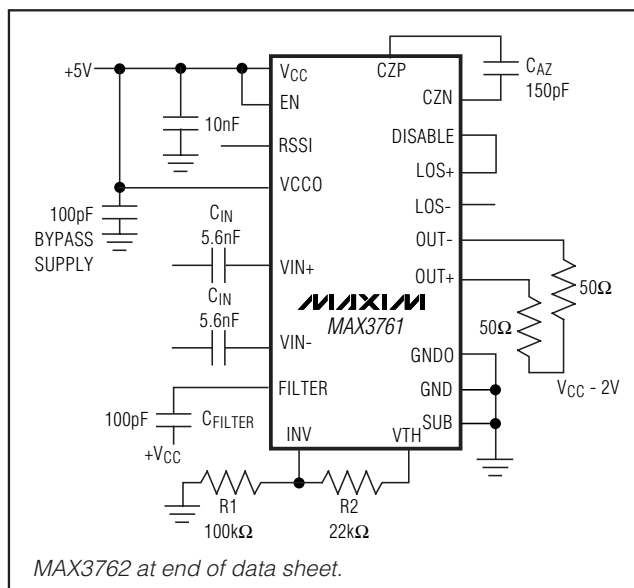 +5V
VCC
EN
10nF
RSSI
VCCO
100pF
BYPASS
SUPPLY
CIN
5.6nF
VIN+
CIN
5.6nF
VIN-
FILTER
100pF
CFILTER
+VCC
INV
VTH
R1
100kΩ
R2
22kΩ
MAXIM
MAX3761
CZP
CAZ
150pF
CZN
DISABLE
LOS+
LOS-
OUT-
OUT+
50Ω
50Ω
GNDO
GND
SUB
VCC - 2V
MAX3762 at end of data sheet.